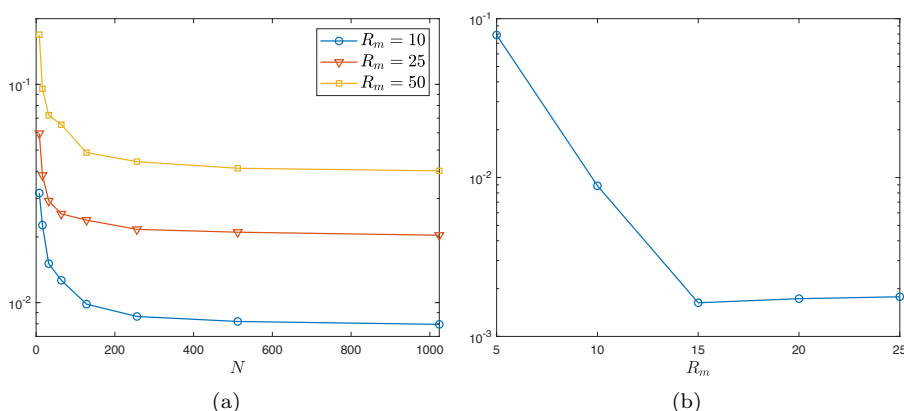 10^{-1}
10^{-2}
R_m = 10
R_m = 25
R_m = 50
0 200 400 600 800 1000
N
(a)
10^{-1}
10^{-2}
10^{-3}
5 10 15 20 25
R_m
(b)